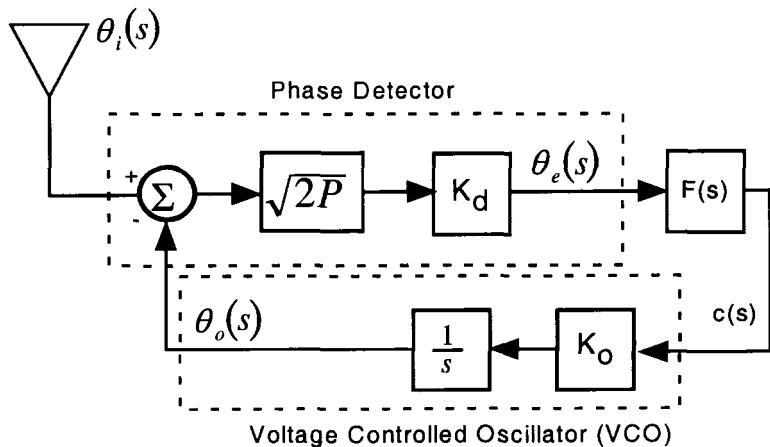 θi(s)
Phase Detector
+
Σ
-
√2P
Kd
θe(s)
F(s)
θo(s)
1/s
Ko
c(s)
Voltage Controlled Oscillator (VCO)